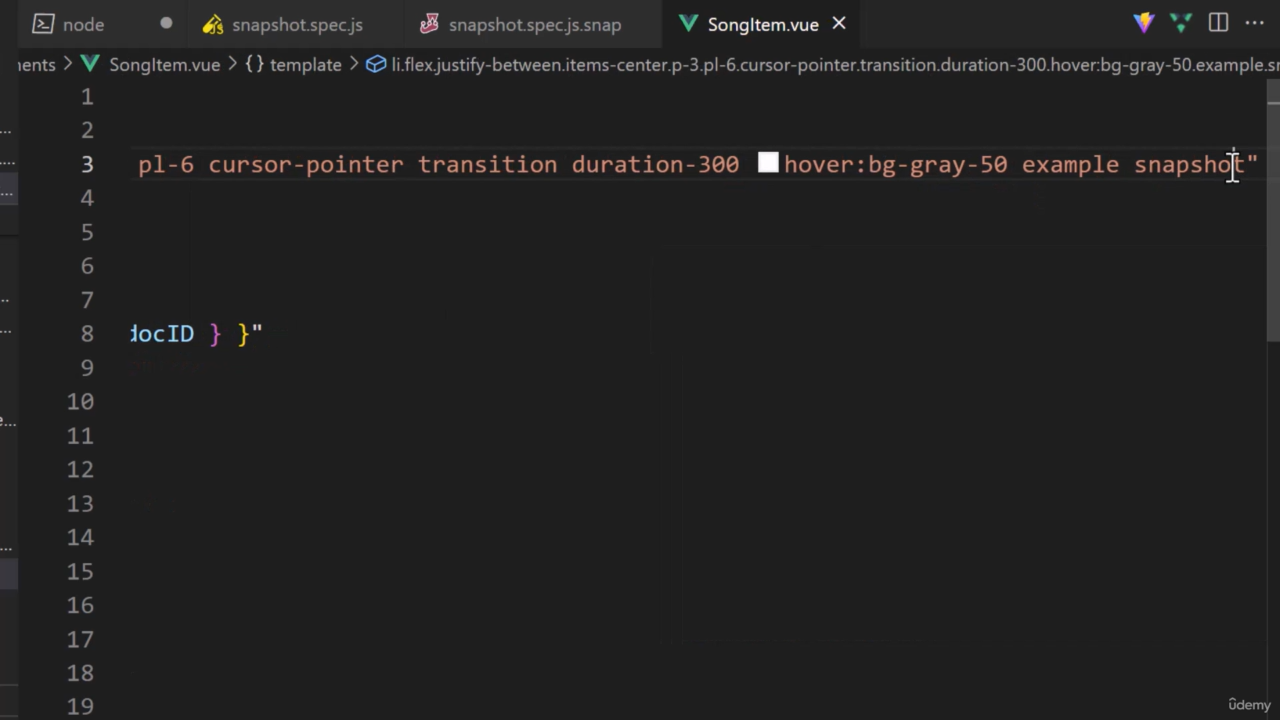 node
snapshot.spec.js
snapshot.spec.js.snap
SongItem.vue
ents
SongItem.vue
{} template
li.flex.justify-between.items-center.p-3.pl-6.cursor-pointer.transition.duration-300.hover:bg-gray-50.example.s
1
2
3 pl-6 cursor-pointer transition duration-300 hover:bg-gray-50 example snapshot"
4
5
6
7
8 docID } }"
9
10
11
12
13
14
15
16
17
18
19
ûdemy